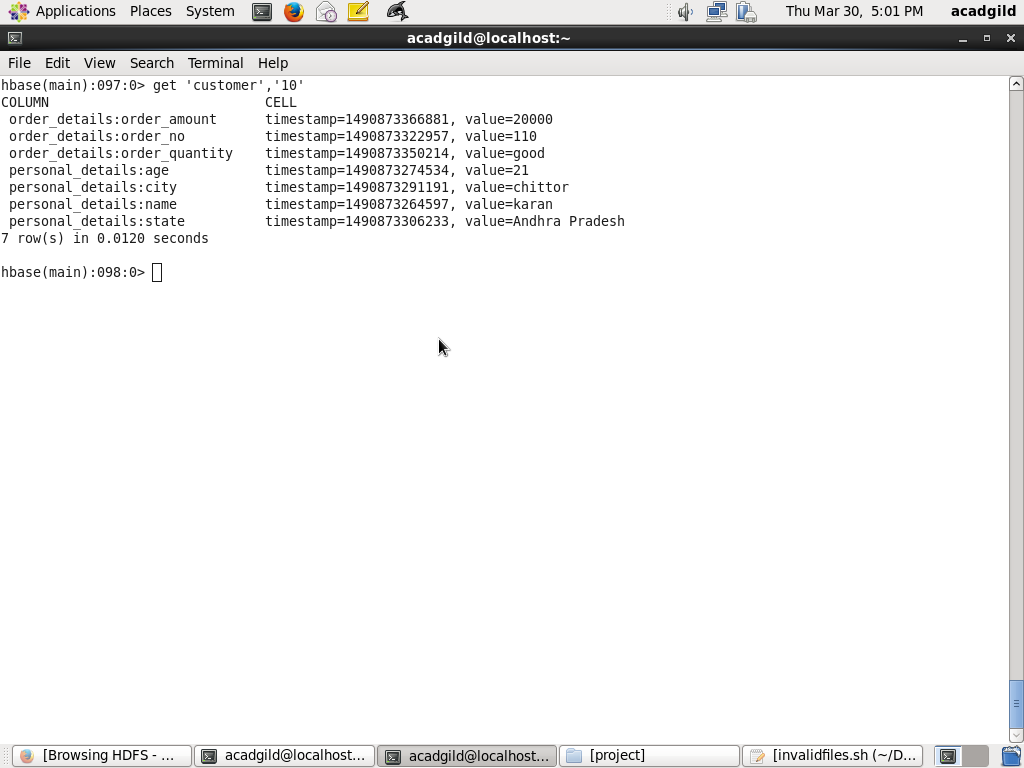 Applications Places System Thu Mar 30, 5:01 PM acadgild
acadgild@localhost:~
File Edit View Search Terminal Help
hbase(main):097:0> get 'customer','10'
COLUMN CELL
order_details:order_amount timestamp=1490873366881, value=20000
order_details:order_no timestamp=1490873322957, value=110
order_details:order_quantity timestamp=1490873350214, value=good
personal_details:age timestamp=1490873274534, value=21
personal_details:city timestamp=1490873291191, value=chittor
personal_details:name timestamp=1490873264597, value=karan
personal_details:state timestamp=1490873306233, value=Andhra Pradesh
7 row(s) in 0.0120 seconds
hbase(main):098:0>
[Browsing HDFS - ... acadgild@localhost... acadgild@localhost... [project] [invalidfiles.sh (~/D...